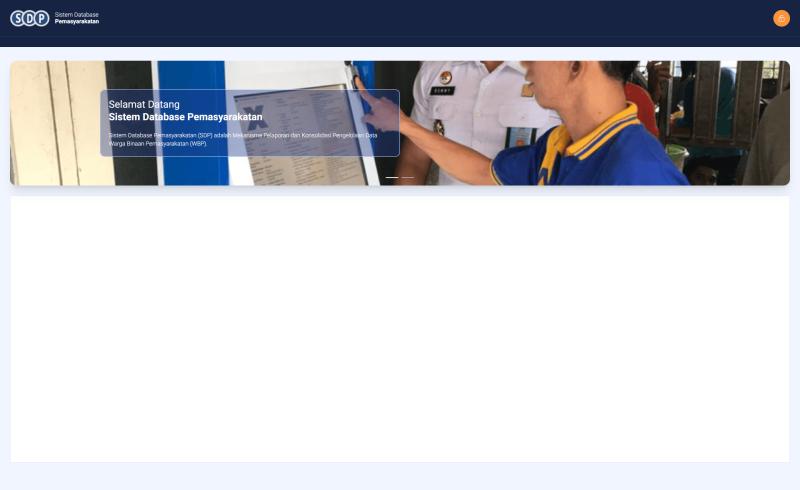 SDP
Sistem Database
Pemasyarakatan
Selamat Datang
Sistem Database Pemasyarakatan
Sistem Database Pemasyarakatan (SDP) adalah Mekanisme Pelaporan dan Konsolidasi Pengelolaan Data
Warga Binaan Pemasyarakatan (WBP).